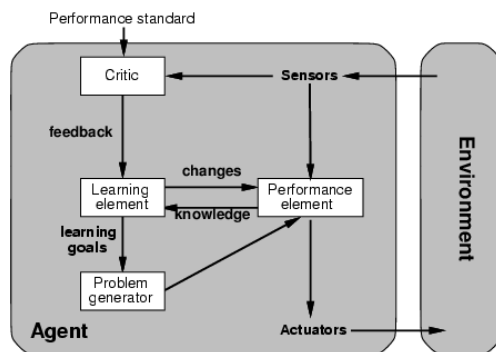 Performance standard
Critic
Sensors
feedback
changes
Learning
element
Performance
element
knowledge
learning
goals
Problem
generator
Agent
Actuators
Environment